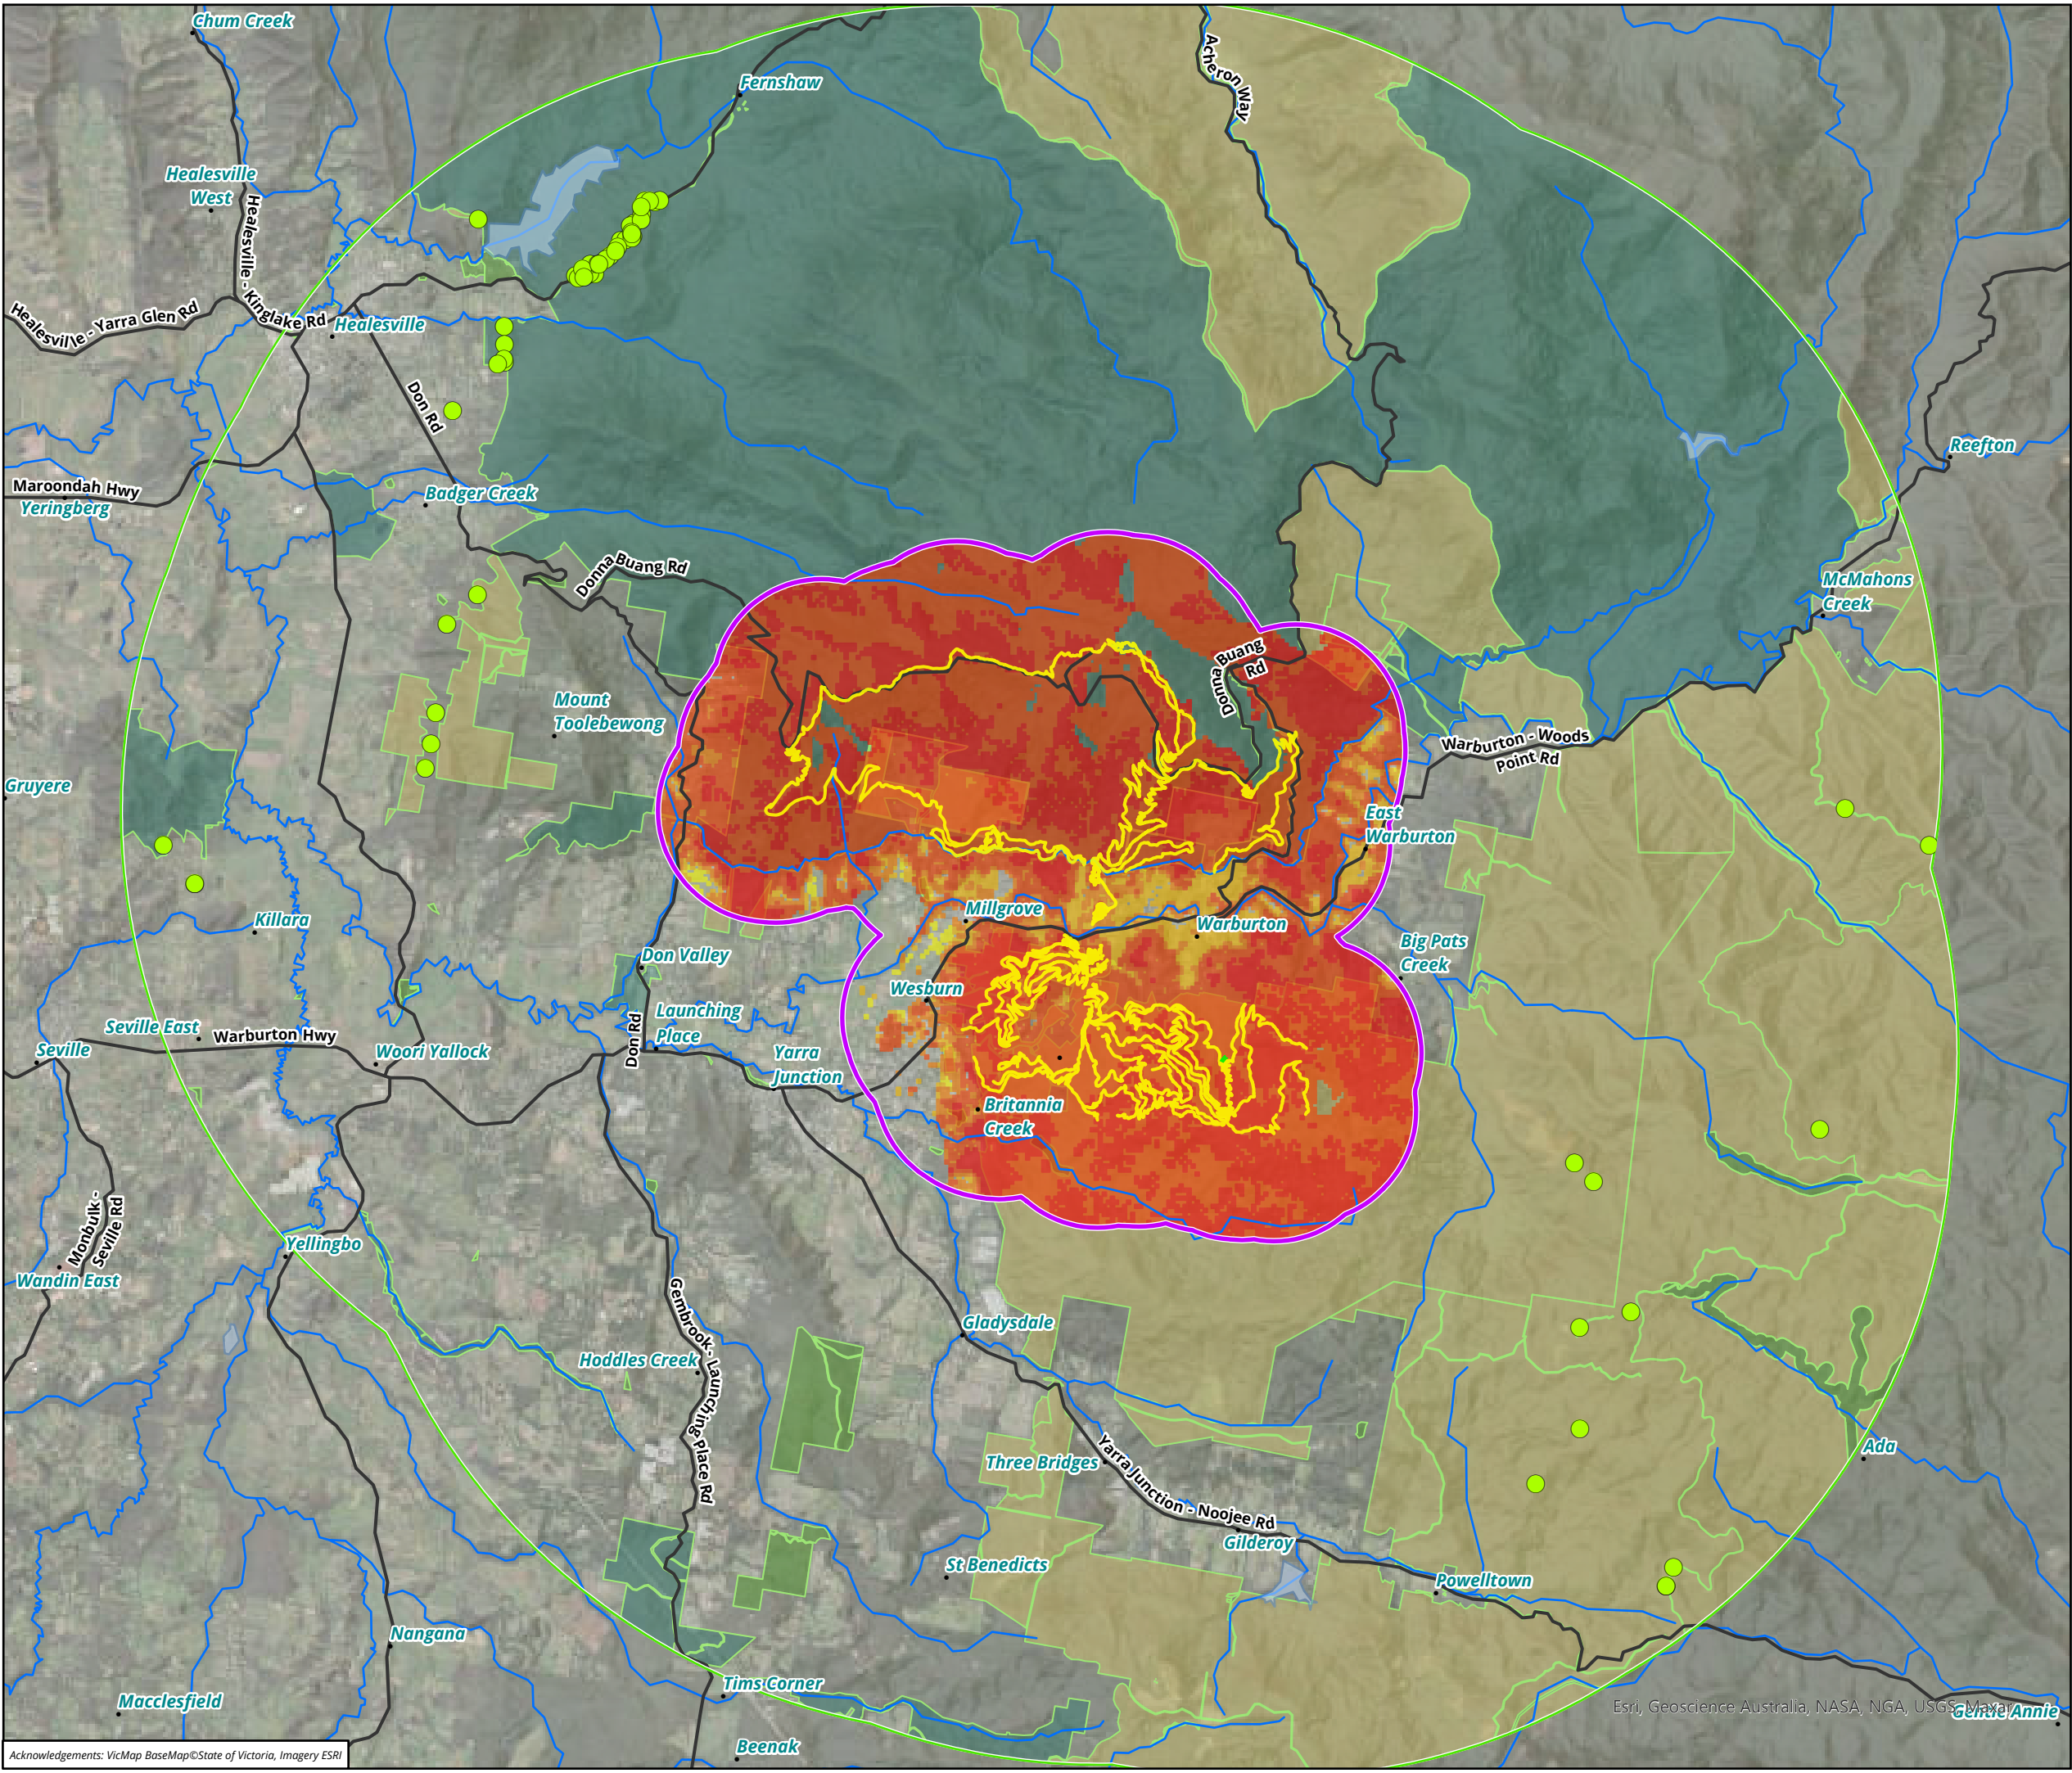 Chum Creek
Fernshaw
Acheron Way
Healesville
West
Healesville - Kinglake Rd
Healesville - Yarra Glen Rd
Healesville
Don Rd
Reefton
Maroondah Hwy
Yeringberg
Badger Creek
Donna Buang Rd
McMahons
Creek
Donna Buang
Rd
Mount
Toolebewong
Warburton - Woods
Point Rd
Gruyere
East
Warburton
Millgrove
Warburton
Killara
Big Pats
Creek
Don Valley
Wesburn
Launching
Place
Seville East
Warburton Hwy
Don Rd
Seville
Woori Yallock
Yarra
Junction
Britannia
Creek
Monbulk -
Seville Rd
Yellingbo
Wandin East
Gembrook - Launching Place Rd
Gladysdale
Hoddles Creek
Three Bridges
Yarra Junction - Noojee Rd
Ada
Gilderoy
St Benedicts
Powelltown
Nangana
Tims Corner
Macclesfield
Esri, Geoscience Australia, NASA, NGA, USGS, Maxar
Gentle Annie
Beenak
Acknowledgements: VicMap BaseMap©State of Victoria, Imagery ESRI